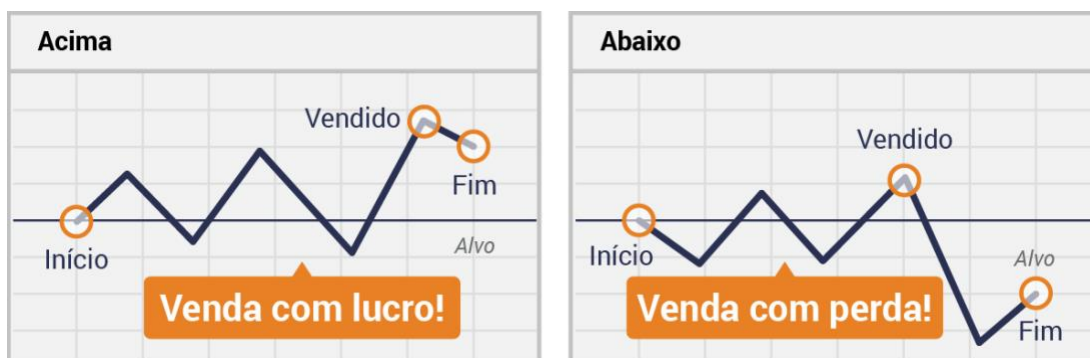 Acima
Vendido
Fim
Início
Alvo
Venda com lucro!
Abaixo
Vendido
Início
Alvo
Venda com perda!
Fim